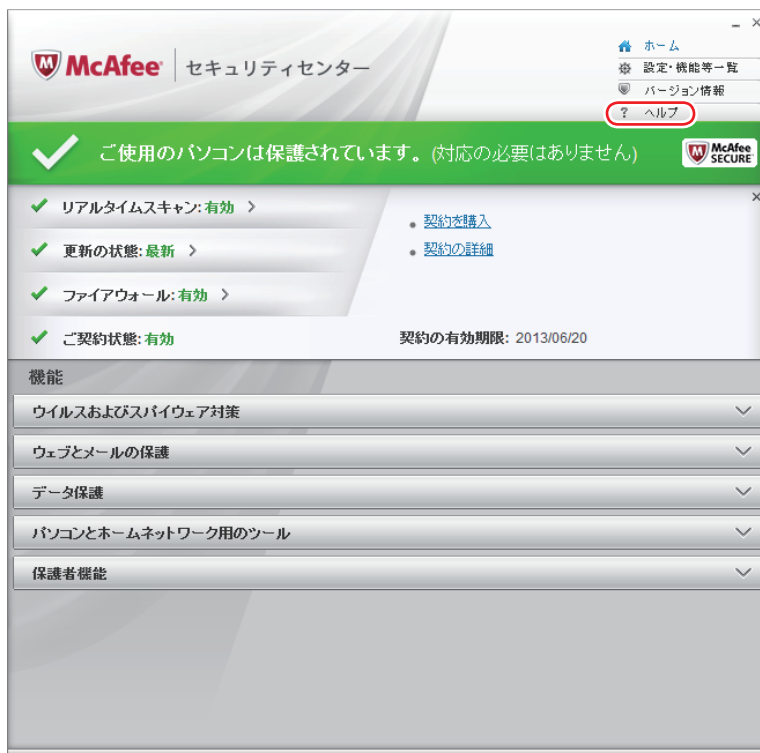 McAfee セキュリティセンター
ホーム
設定・機能等一覧
バージョン情報
? ヘルプ
ご使用のパソコンは保護されています。(対応の必要はありません)
McAfee
SECURE
リアルタイムスキャン:有効 >
更新の状態:最新 >
ファイアウォール:有効 >
ご契約状態:有効
• 契約を購入
• 契約の詳細
契約の有効期限: 2013/06/20
機能
ウイルスおよびスパイウェア対策
ウェブとメールの保護
データ保護
パソコンとホームネットワーク用のツール
保護者機能